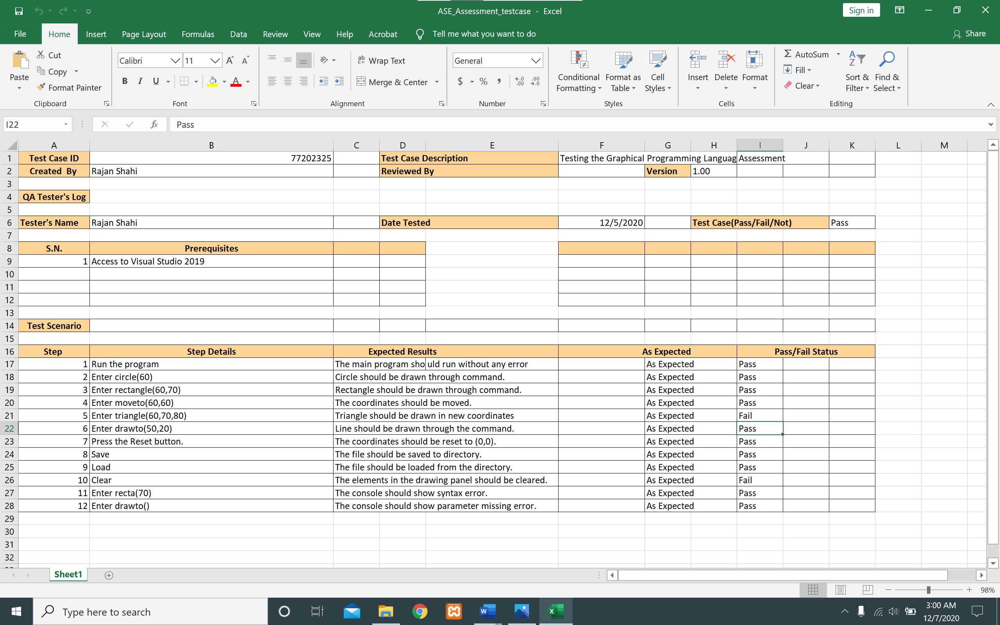 ASE_Assessment_testcase - Excel
Sign in
File Home Insert Page Layout Formulas Data Review View Help Acrobat Tell me what you want to do Share
Paste
Cut
Copy
Format Painter
Clipboard
Calibri 11
B I U
Font
Wrap Text
Merge & Center
Alignment
General
$ % ,
Number
Conditional Formatting
Format as Table
Cell Styles
Styles
Insert
Delete
Format
Cells
AutoSum
Fill
Clear
Sort & Filter
Find & Select
Editing
I22 fx Pass
A B C D E F G H I J K L M
1 Test Case ID 77202325 Test Case Description Testing the Graphical Programming Languag Assessment
2 Created By Rajan Shahi Reviewed By Version 1.00
3
4 QA Tester's Log
5
6 Tester's Name Rajan Shahi Date Tested 12/5/2020 Test Case(Pass/Fail/Not) Pass
7
8 S.N. Prerequisites
9 1 Access to Visual Studio 2019
10
11
12
13
14 Test Scenario
15
16 Step Step Details Expected Results As Expected Pass/Fail Status
17 1 Run the program The main program should run without any error As Expected Pass
18 2 Enter circle(60) Circle should be drawn through command. As Expected Pass
19 3 Enter rectangle(60,70) Rectangle should be drawn through command. As Expected Pass
20 4 Enter moveto(60,60) The coordinates should be moved. As Expected Pass
21 5 Enter triangle(60,70,80) Triangle should be drawn in new coordinates As Expected Fail
22 6 Enter drawto(50,20) Line should be drawn through the command. As Expected Pass
23 7 Press the Reset button. The coordinates should be reset to (0,0). As Expected Pass
24 8 Save The file should be saved to directory. As Expected Pass
25 9 Load The file should be loaded from the directory. As Expected Pass
26 10 Clear The elements in the drawing panel should be cleared. As Expected Fail
27 11 Enter recta(70) The console should show syntax error. As Expected Pass
28 12 Enter drawto() The console should show parameter missing error. As Expected Pass
29
30
31
32
Sheet1
98%
Type here to search
3:00 AM
12/7/2020